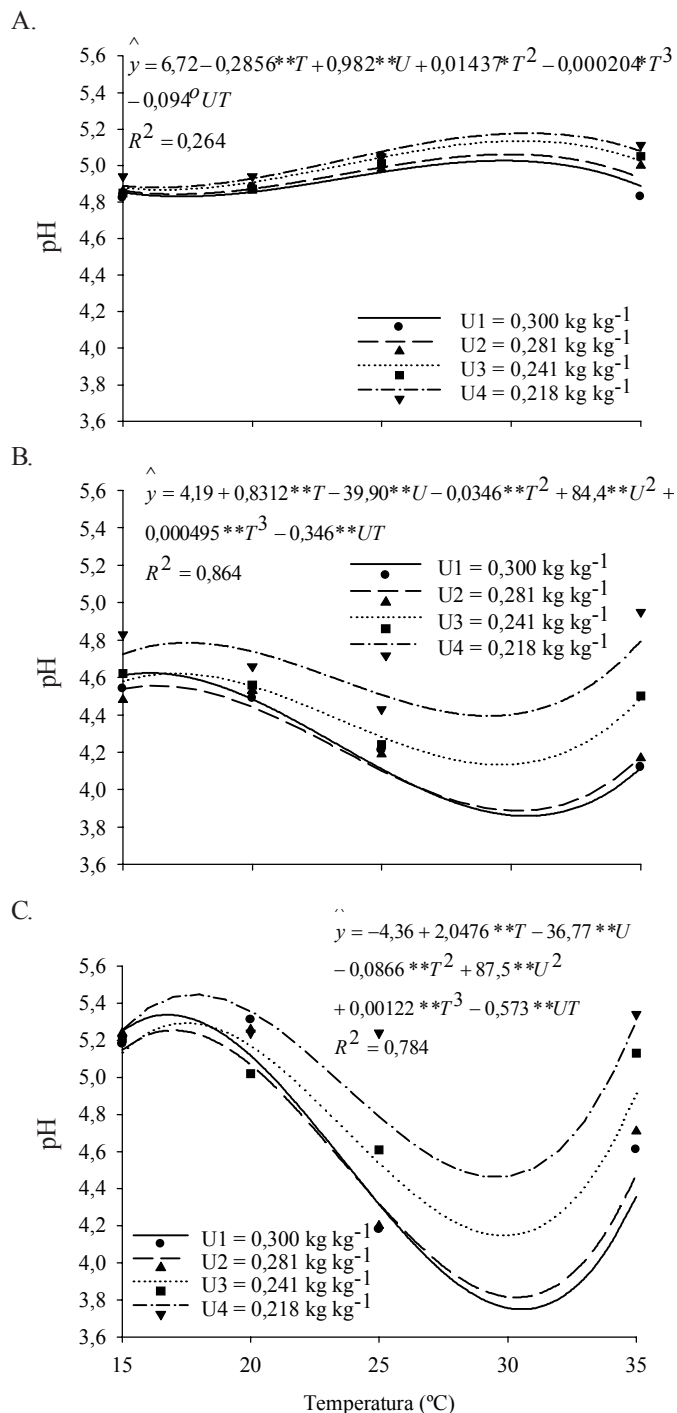 A.
ŷ = 6,72 – 0,2856**T + 0,982**U + 0,01437*T² – 0,000204*T³
– 0,094ºUT
R² = 0,264
5,6
5,4
5,2
5,0
4,8
4,6
4,4
4,2
4,0
3,8
3,6
pH
U1 = 0,300 kg kg⁻¹
U2 = 0,281 kg kg⁻¹
U3 = 0,241 kg kg⁻¹
U4 = 0,218 kg kg⁻¹
B.
ŷ = 4,19 + 0,8312**T – 39,90**U – 0,0346**T² + 84,4**U² +
0,000495**T³ – 0,346**UT
R² = 0,864
5,6
5,4
5,2
5,0
4,8
4,6
4,4
4,2
4,0
3,8
3,6
pH
U1 = 0,300 kg kg⁻¹
U2 = 0,281 kg kg⁻¹
U3 = 0,241 kg kg⁻¹
U4 = 0,218 kg kg⁻¹
C.
ŷ = –4,36 + 2,0476**T – 36,77**U
– 0,0866**T² + 87,5**U²
+ 0,00122**T³ – 0,573**UT
R² = 0,784
5,6
5,4
5,2
5,0
4,8
4,6
4,4
4,2
4,0
3,8
3,6
pH
U1 = 0,300 kg kg⁻¹
U2 = 0,281 kg kg⁻¹
U3 = 0,241 kg kg⁻¹
U4 = 0,218 kg kg⁻¹
15 20 25 30 35
Temperatura (ºC)